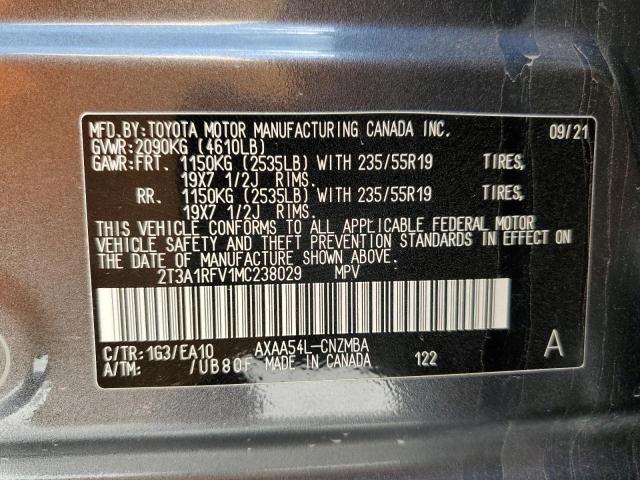 MFD.BY:TOYOTA MOTOR MANUFACTURING CANADA INC. 09/21
GVWR:2090KG (4610LB)
GAWR:FRT. 1150KG (2535LB) WITH 235/55R19 TIRES,
19X7 1/2J RIMS.
RR. 1150KG (2535LB) WITH 235/55R19 TIRES,
19X7 1/2J RIMS.
THIS VEHICLE CONFORMS TO ALL APPLICABLE FEDERAL MOTOR
VEHICLE SAFETY AND THEFT PREVENTION STANDARDS IN EFFECT ON
THE DATE OF MANUFACTURE SHOWN ABOVE.
2T3A1RFV1MC238029 MPV
C/TR:1G3/EA10 AXAA54L-CNZMBA A
A/TM: /UB80F MADE IN CANADA 122